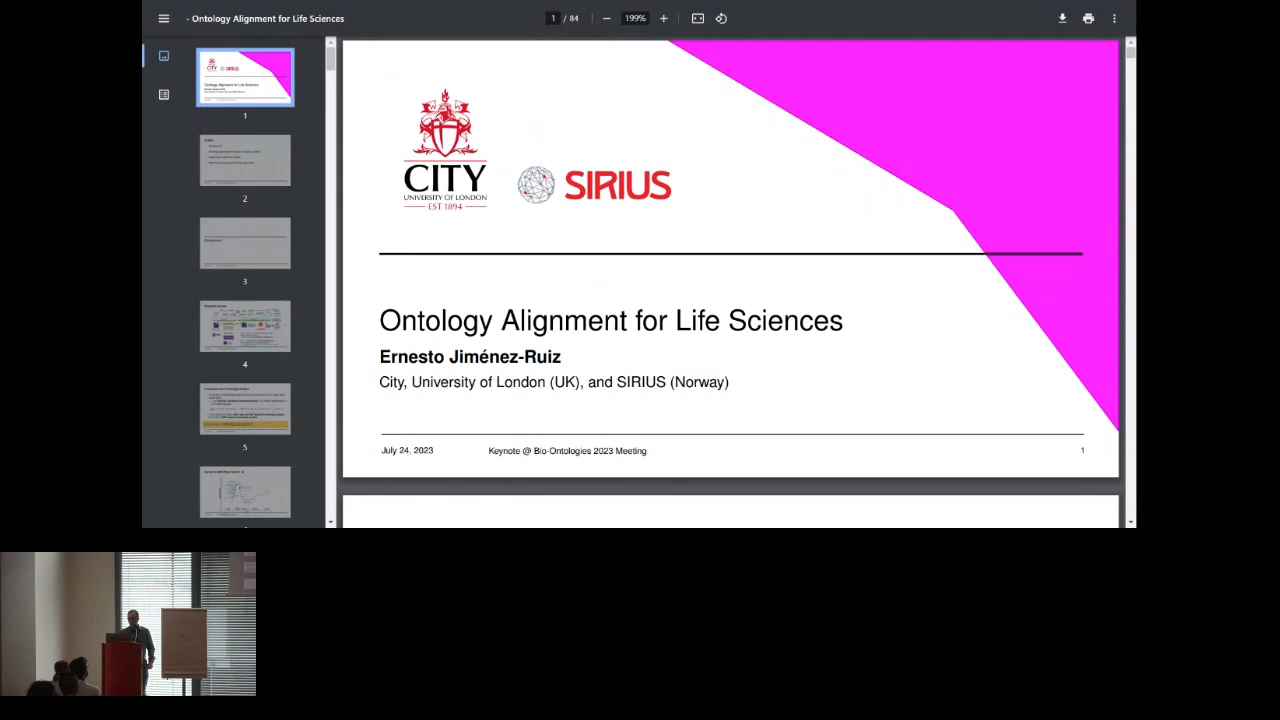 - Ontology Alignment for Life Sciences
1 / 84
199%
1
2
3
4
5
CITY
UNIVERSITY OF LONDON
EST 1894
SIRIUS
Ontology Alignment for Life Sciences
Ernesto Jiménez-Ruiz
City, University of London (UK), and SIRIUS (Norway)
July 24, 2023 Keynote @ Bio-Ontologies 2023 Meeting 1